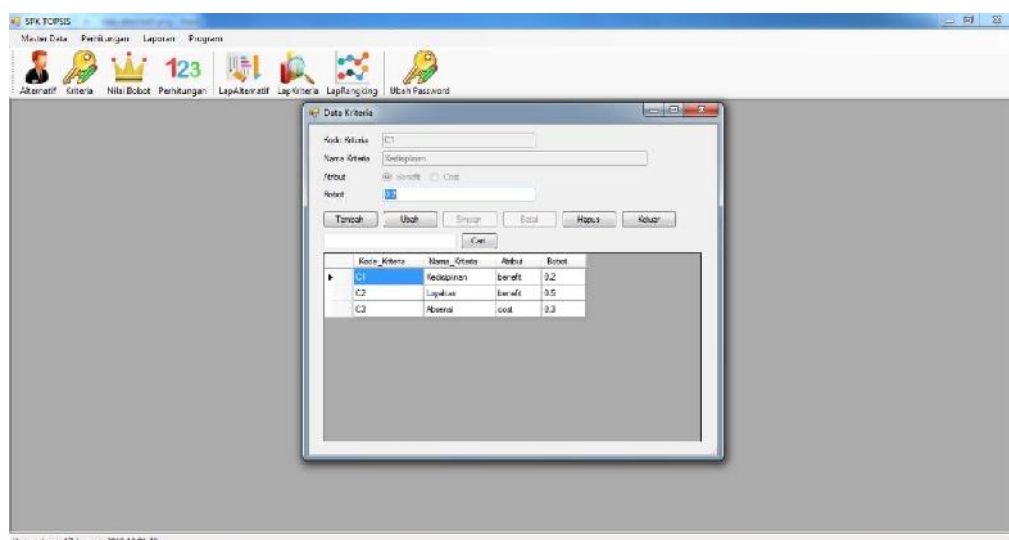 SPK TOPSIS
Master Data Perhitungan Laporan Program
Alternatif Kriteria Nilai Bobot Perhitungan LapAlternatif LapKriteria LapRangking Ubah Password
123
Data Kriteria
Kode Kriteria C1
Nama Kriteria Kedisiplinan
Atribut Benefit Cost
Bobot 0.2
Tambah Ubah Simpan Batal Hapus Keluar
Cari
Kode_Kriteria Nama_Kriteria Atribut Bobot
C1 Kedisiplinan benefit 0.2
C2 Loyalitas benefit 0.5
C3 Absensi cost 0.3